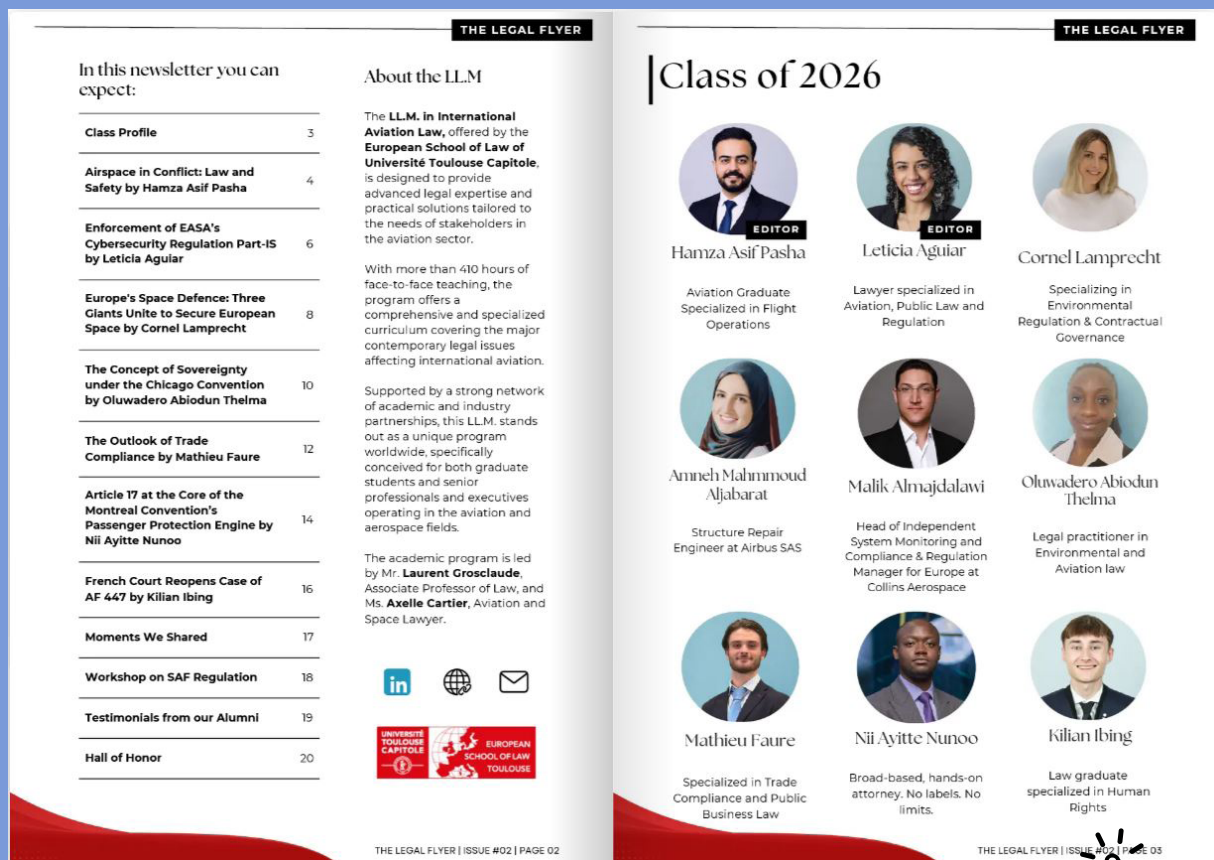 THE LEGAL FLYER
In this newsletter you can
expect:
Class Profile 3
Airspace in Conflict: Law and
Safety by Hamza Asif Pasha 4
Enforcement of EASA's
Cybersecurity Regulation Part-IS 6
by Leticia Aguiar
Europe's Space Defence: Three
Giants Unite to Secure European 8
Space by Cornel Lamprecht
The Concept of Sovereignty
under the Chicago Convention 10
by Oluwadero Abiodun Thelma
The Outlook of Trade
Compliance by Mathieu Faure 12
Article 17 at the Core of the
Montreal Convention's
Passenger Protection Engine by 14
Nii Ayitte Nunoo
French Court Reopens Case of
AF 447 by Kilian Ibing 16
Moments We Shared 17
Workshop on SAF Regulation 18
Testimonials from our Alumni 19
Hall of Honor 20
About the LL.M
The LL.M. in International
Aviation Law, offered by the
European School of Law of
Université Toulouse Capitole,
is designed to provide
advanced legal expertise and
practical solutions tailored to
the needs of stakeholders in
the aviation sector.
With more than 410 hours of
face-to-face teaching, the
program offers a
comprehensive and specialized
curriculum covering the major
contemporary legal issues
affecting international aviation.
Supported by a strong network
of academic and industry
partnerships, this LL.M. stands
out as a unique program
worldwide, specifically
conceived for both graduate
students and senior
professionals and executives
operating in the aviation and
aerospace fields.
The academic program is led
by Mr. Laurent Grosclaude,
Associate Professor of Law, and
Ms. Axelle Cartier, Aviation and
Space Lawyer.
in
UNIVERSITÉ
TOULOUSE
CAPITOLE
EUROPEAN
SCHOOL OF LAW
TOULOUSE
THE LEGAL FLYER | ISSUE #02 | PAGE 02
THE LEGAL FLYER
Class of 2026
EDITOR
Hamza Asif Pasha
Aviation Graduate
Specialized in Flight
Operations
EDITOR
Leticia Aguiar
Lawyer specialized in
Aviation, Public Law and
Regulation
Cornel Lamprecht
Specializing in
Environmental
Regulation & Contractual
Governance
Amneh Mahmmoud
Aljabarat
Structure Repair
Engineer at Airbus SAS
Malik Almajdalawi
Head of Independent
System Monitoring and
Compliance & Regulation
Manager for Europe at
Collins Aerospace
Oluwadero Abiodun
Thelma
Legal practitioner in
Environmental and
Aviation law
Mathieu Faure
Specialized in Trade
Compliance and Public
Business Law
Nii Ayitte Nunoo
Broad-based, hands-on
attorney. No labels. No
limits.
Kilian Ibing
Law graduate
specialized in Human
Rights
THE LEGAL FLYER | ISSUE #02 | PAGE 03